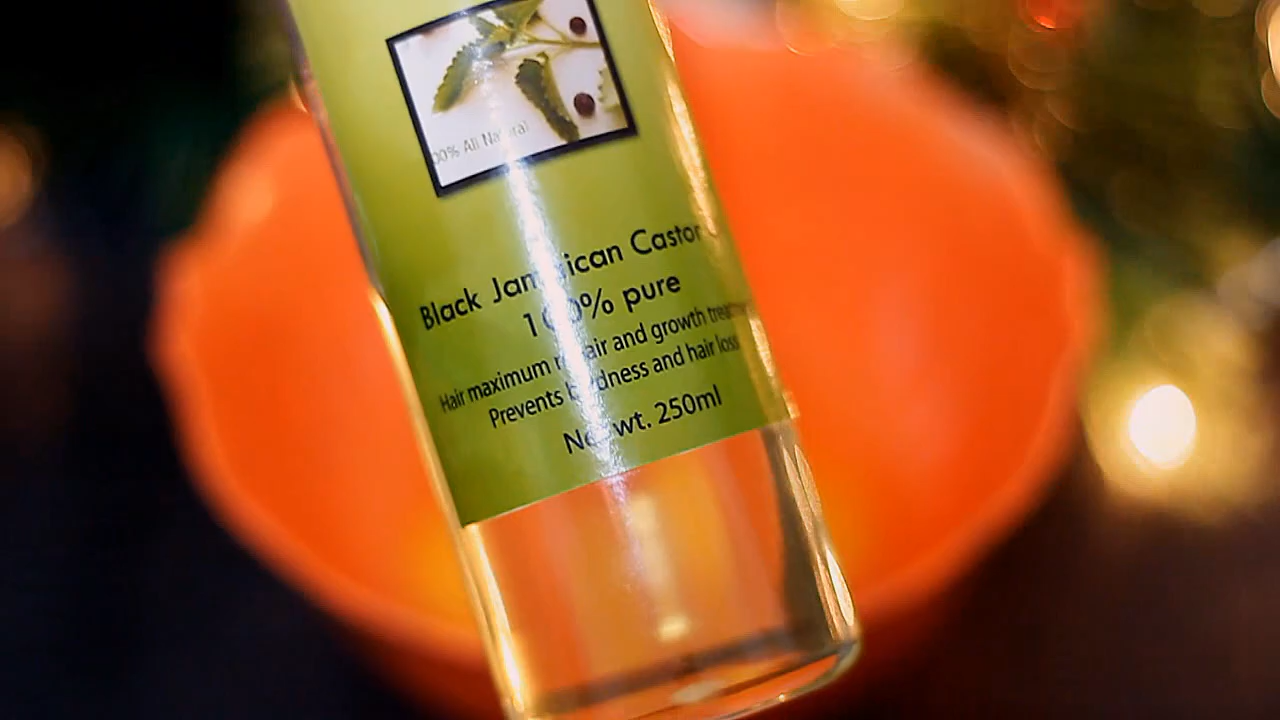 00% All Natural
Black Jamaican Castor
100% pure
Hair maximum repair and growth
Prevents baldness and hair loss
Net wt. 250ml